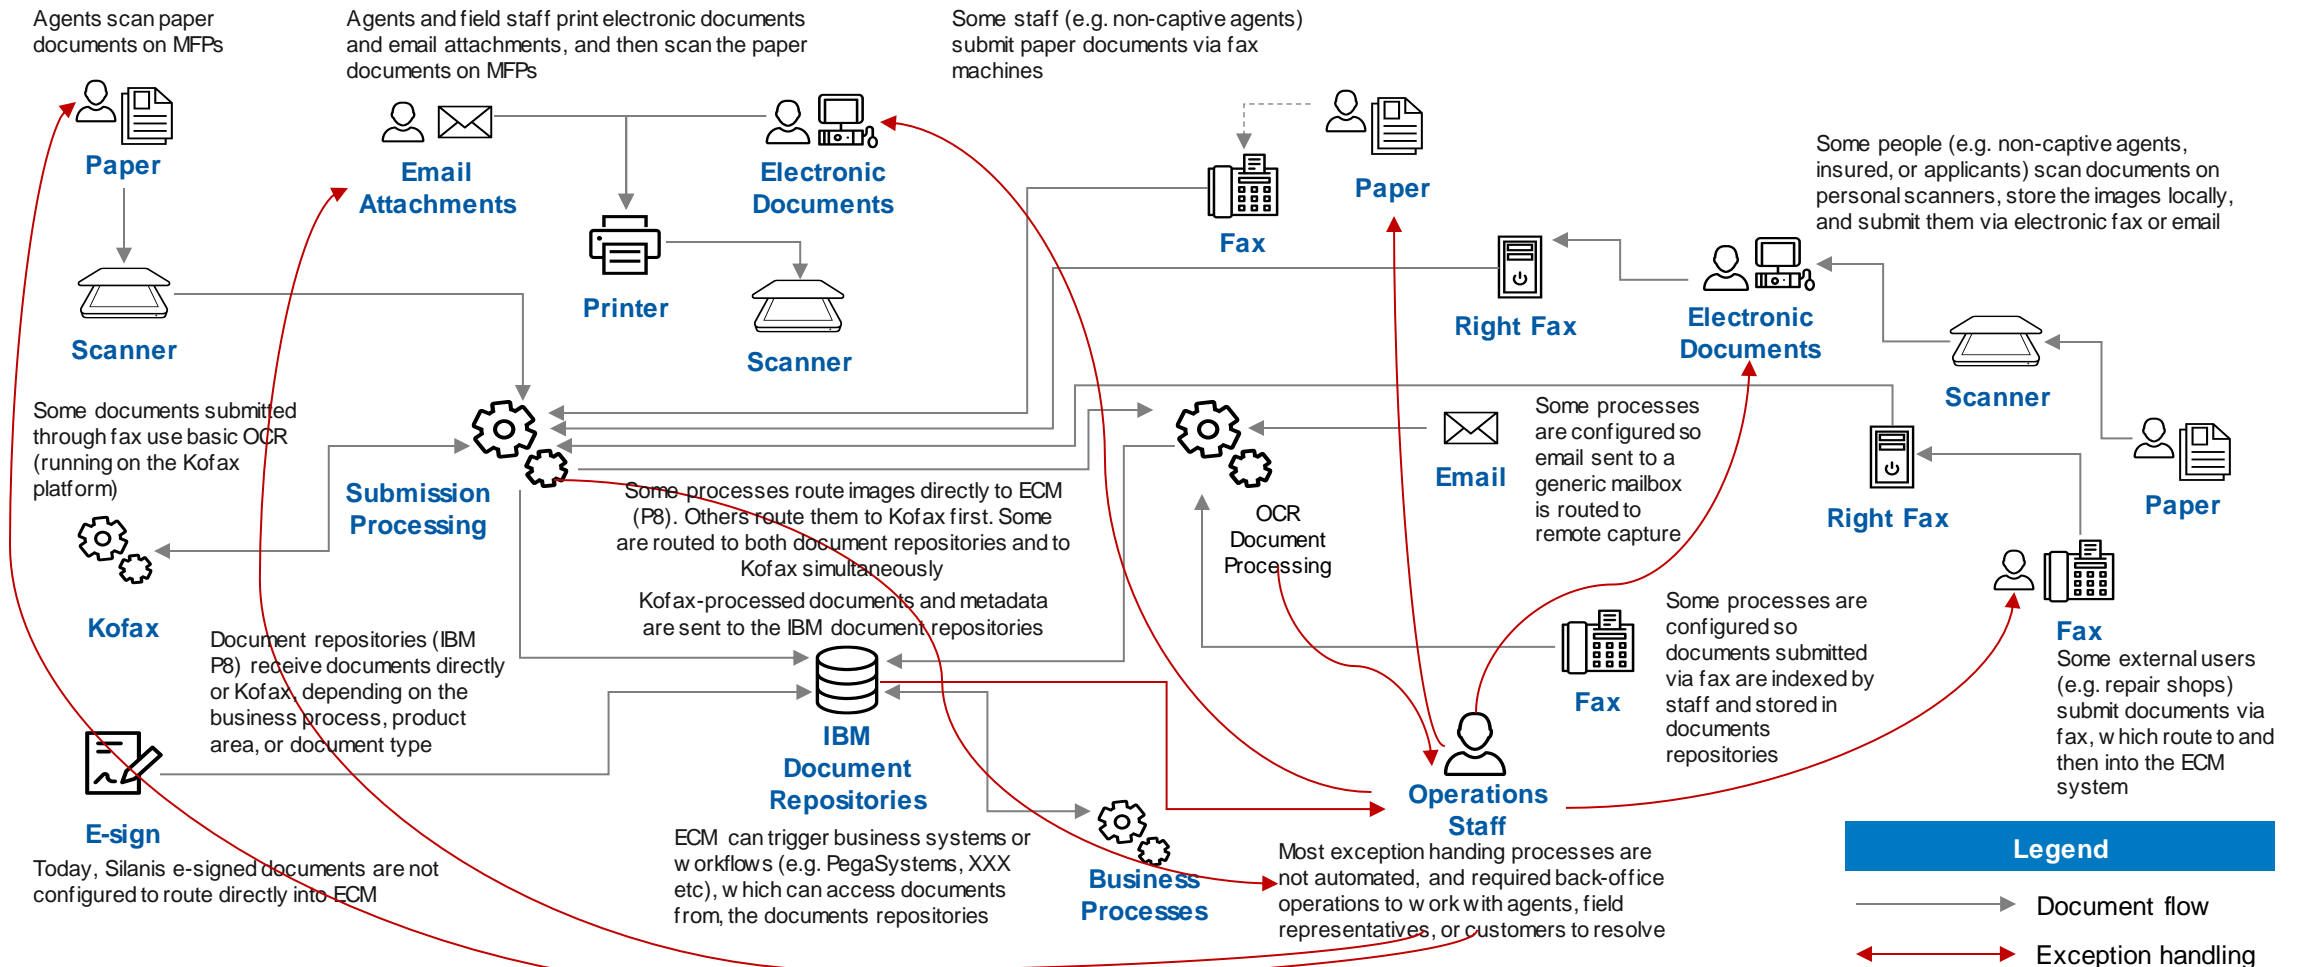 Agents scan paper
documents on MFPs
Agents and field staff print electronic documents
and email attachments, and then scan the paper
documents on MFPs
Some staff (e.g. non-captive agents)
submit paper documents via fax
machines
Some people (e.g. non-captive agents,
insured, or applicants) scan documents on
personal scanners, store the images locally,
and submit them via electronic fax or email
Paper
Email
Attachments
Electronic
Documents
Fax
Paper
Scanner
Printer
Scanner
Right Fax
Electronic
Documents
Scanner
Paper
Some documents submitted
through fax use basic OCR
(running on the Kofax
platform)
Submission
Processing
Kofax
Some processes route images directly to ECM
(P8). Others route them to Kofax first. Some
are routed to both document repositories and to
Kofax simultaneously
Kofax-processed documents and metadata
are sent to the IBM document repositories
OCR
Document
Processing
Email
Some processes
are configured so
email sent to a
generic mailbox
is routed to
remote capture
Right Fax
Fax
Some external users
(e.g. repair shops)
submit documents via
fax, which route to and
then into the ECM
system
Fax
Some processes are
configured so
documents submitted
via fax are indexed by
staff and stored in
documents
repositories
Document repositories (IBM
P8) receive documents directly
or Kofax, depending on the
business process, product
area, or document type
E-sign
Today, Silanis e-signed documents are not
configured to route directly into ECM
IBM
Document
Repositories
ECM can trigger business systems or
workflows (e.g. PegaSystems, XXX
etc), which can access documents
from, the documents repositories
Business
Processes
Operations
Staff
Most exception handing processes are
not automated, and required back-office
operations to work with agents, field
representatives, or customers to resolve
Legend
Document flow
Exception handling